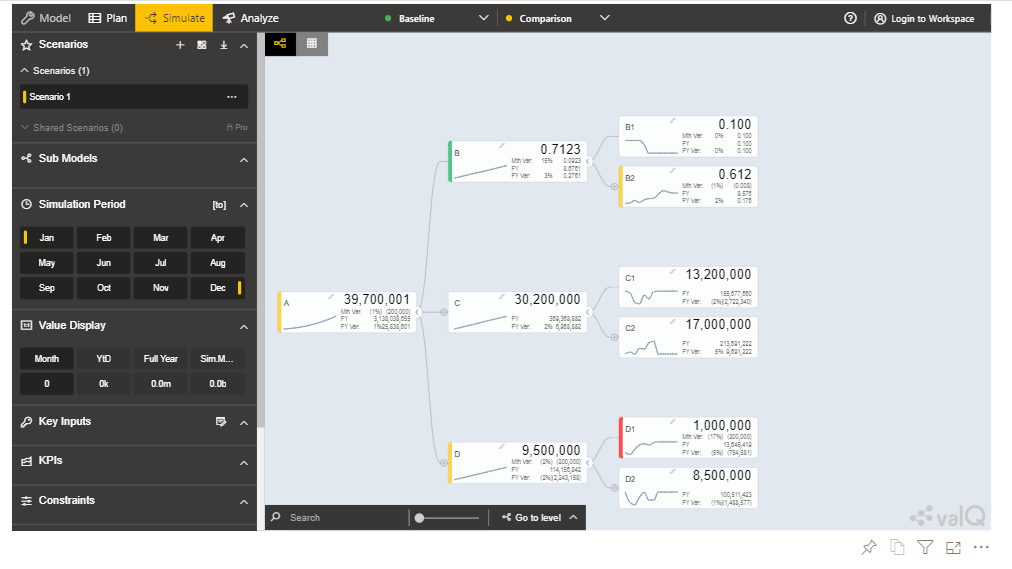 Model Plan Simulate Analyze Baseline Comparison Login to Workspace
Scenarios
Scenarios (1)
Scenario 1 ...
Shared Scenarios (0) Pro
Sub Models
Simulation Period [to]
Jan Feb Mar Apr
May Jun Jul Aug
Sep Oct Nov Dec
Value Display
Month YtD Full Year Sim.M...
0 0k 0.0m 0.0b
Key Inputs
KPIs
Constraints
A 39,700,001
Mth Var: (1%) (200,000)
FY 3,138,038,655
FY Var: 1%25,838,601
B 0.7123
Mth Var: 15% 0.0923
FY 8.6761
FY Var: 3% 0.2761
B1 0.100
Mth Var: 0% 0.100
FY 0.100
FY Var: 0% 0.100
B2 0.612
Mth Var: (1%) (0.008)
FY 8.576
FY Var: 2% 0.176
C 30,200,000
FY 369,368,882
FY Var: 2% 6,968,882
C1 13,200,000
FY 155,677,660
FY Var: (2%)(2,722,340)
C2 17,000,000
FY 213,691,222
FY Var: 5% 9,691,222
D 9,500,000
Mth Var: (2%) (200,000)
FY 114,156,842
FY Var: (2%)(2,243,158)
D1 1,000,000
Mth Var: (17%) (200,000)
FY 13,645,419
FY Var: (5%) (754,581)
D2 8,500,000
FY 100,511,423
FY Var: (1%)(1,488,577)
Search Go to level
valQ